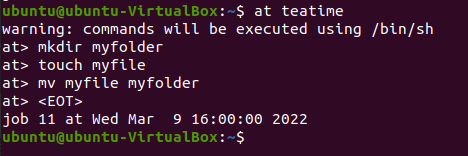 ubuntu@ubuntu-VirtualBox:~$ at teatime
warning: commands will be executed using /bin/sh
at> mkdir myfolder
at> touch myfile
at> mv myfile myfolder
at> <EOT>
job 11 at Wed Mar  9 16:00:00 2022
ubuntu@ubuntu-VirtualBox:~$